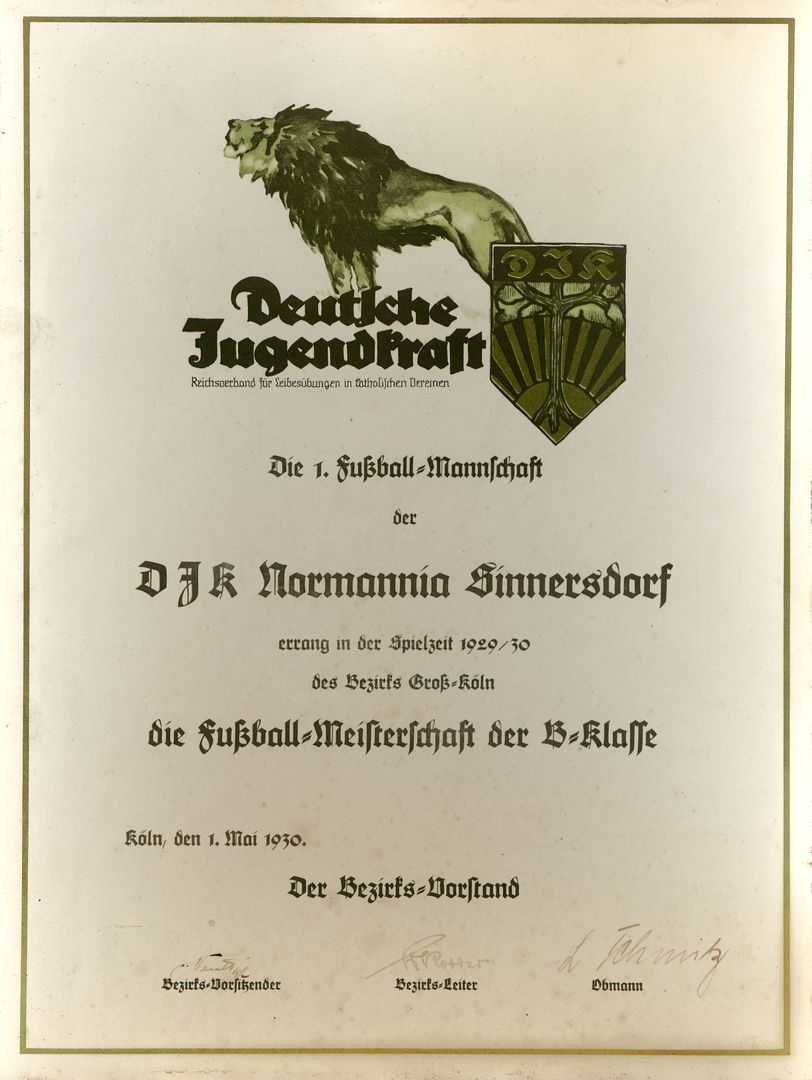 DJK
Deutsche
Jugendkraft
Reichsverband für Leibesübungen in katholischen Vereinen
Die 1. Fußball-Mannschaft
der
DJK Normannia Sinnersdorf
errang in der Spielzeit 1929/30
des Bezirks Groß-Köln
die Fußball-Meisterschaft der B-Klasse
Köln, den 1. Mai 1930.
Der Bezirks-Vorstand
Schmitz
Bezirks-Vorsitzender Bezirks-Leiter Obmann